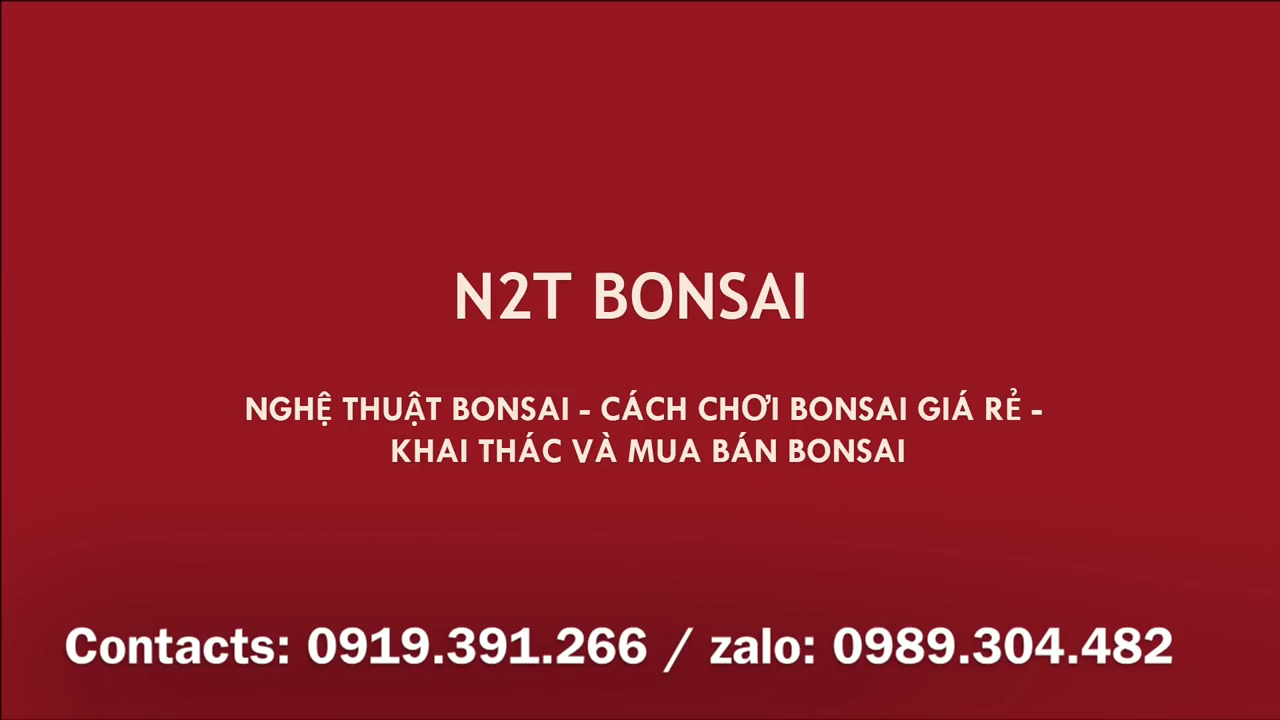 N2T BONSAI
NGHỆ THUẬT BONSAI - CÁCH CHƠI BONSAI GIÁ RẺ -
KHAI THÁC VÀ MUA BÁN BONSAI
Contacts: 0919.391.266 / zalo: 0989.304.482